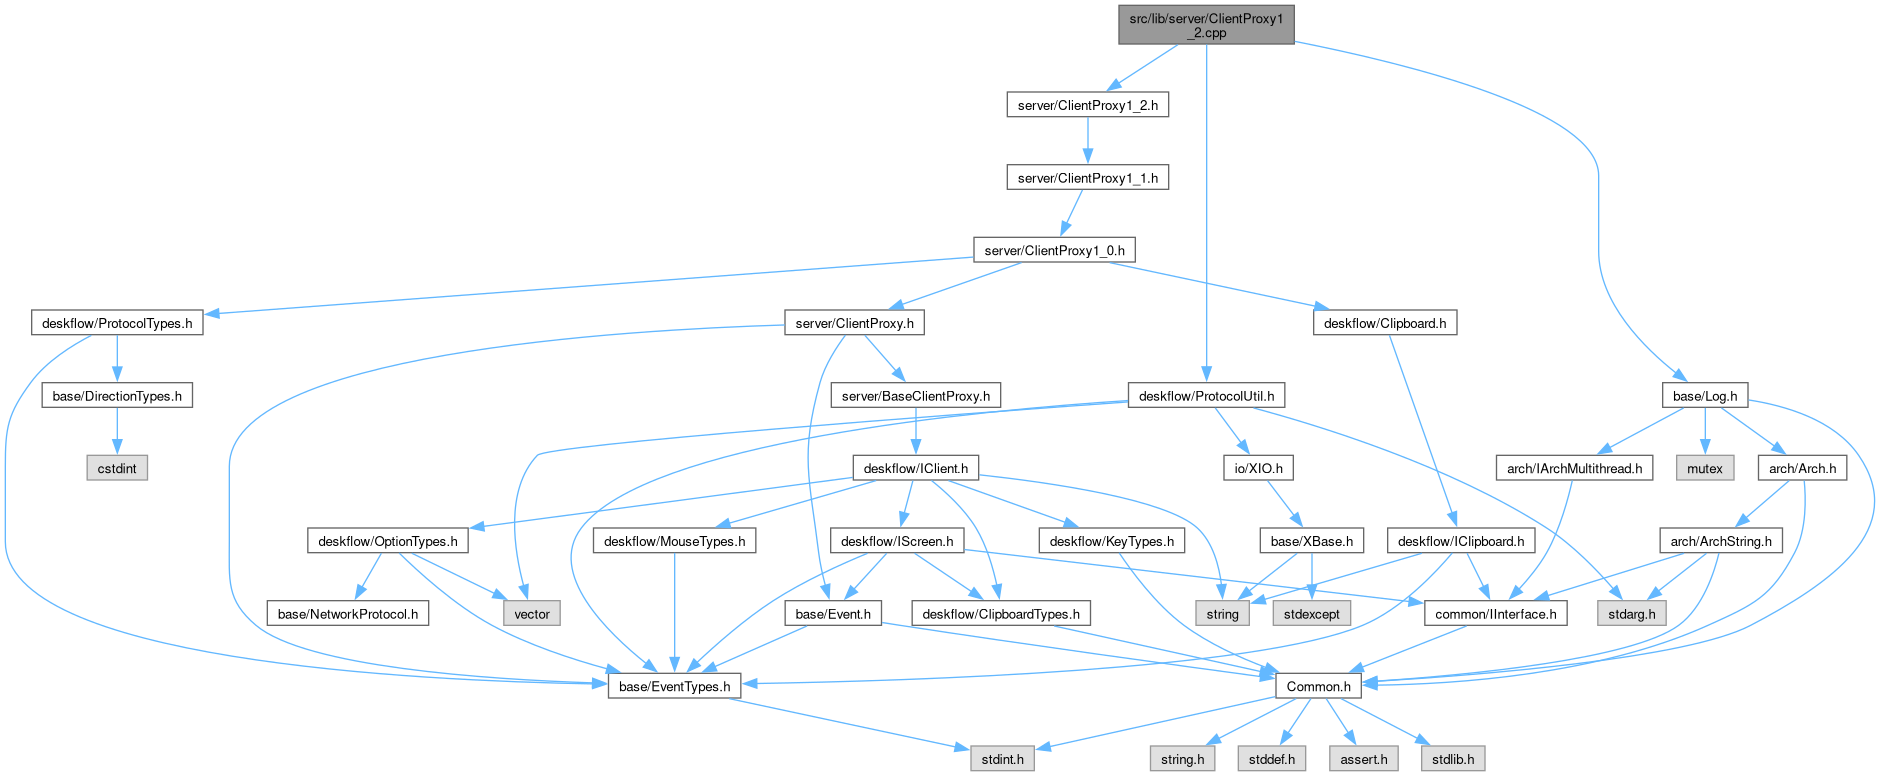 src/lib/server/ClientProxy1
_2.cpp
server/ClientProxy1_2.h
server/ClientProxy1_1.h
server/ClientProxy1_0.h
deskflow/ProtocolTypes.h
server/ClientProxy.h
deskflow/Clipboard.h
base/DirectionTypes.h
server/BaseClientProxy.h
deskflow/ProtocolUtil.h
base/Log.h
cstdint
deskflow/IClient.h
io/XIO.h
arch/IArchMultithread.h
mutex
arch/Arch.h
deskflow/OptionTypes.h
deskflow/MouseTypes.h
deskflow/IScreen.h
deskflow/KeyTypes.h
base/XBase.h
deskflow/IClipboard.h
arch/ArchString.h
base/NetworkProtocol.h
vector
base/Event.h
deskflow/ClipboardTypes.h
string
stdexcept
common/IInterface.h
stdarg.h
base/EventTypes.h
Common.h
stdint.h
string.h
stddef.h
assert.h
stdlib.h